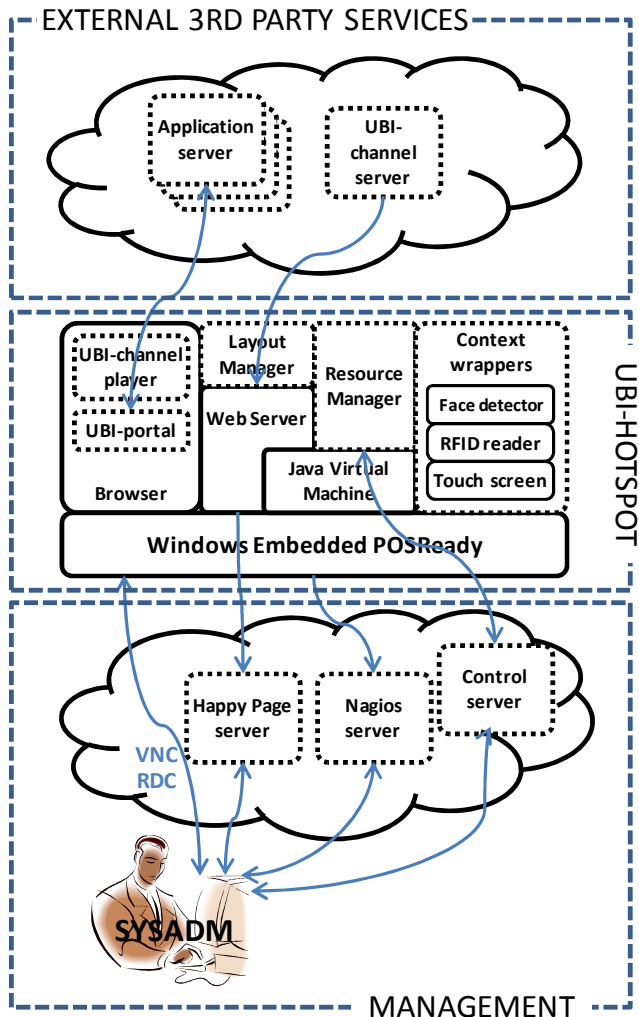 EXTERNAL 3RD PARTY SERVICES
Application
server
UBI-
channel
server
UBI-channel
player
UBI-portal
Browser
Layout
Manager
Web Server
Resource
Manager
Java Virtual
Machine
Context
wrappers
Face detector
RFID reader
Touch screen
Windows Embedded POSReady
UBI-HOTSPOT
Happy Page
server
Nagios
server
Control
server
VNC
RDC
SYSADM
MANAGEMENT